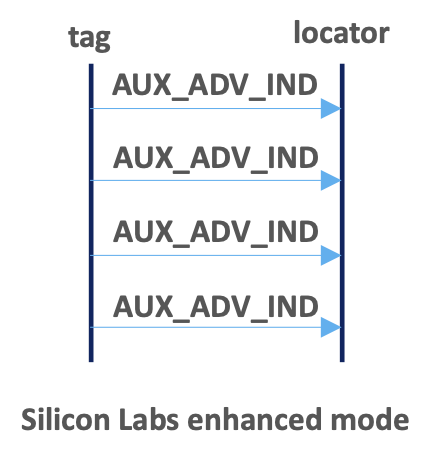 tag
locator
AUX_ADV_IND
AUX_ADV_IND
AUX_ADV_IND
AUX_ADV_IND
Silicon Labs enhanced mode